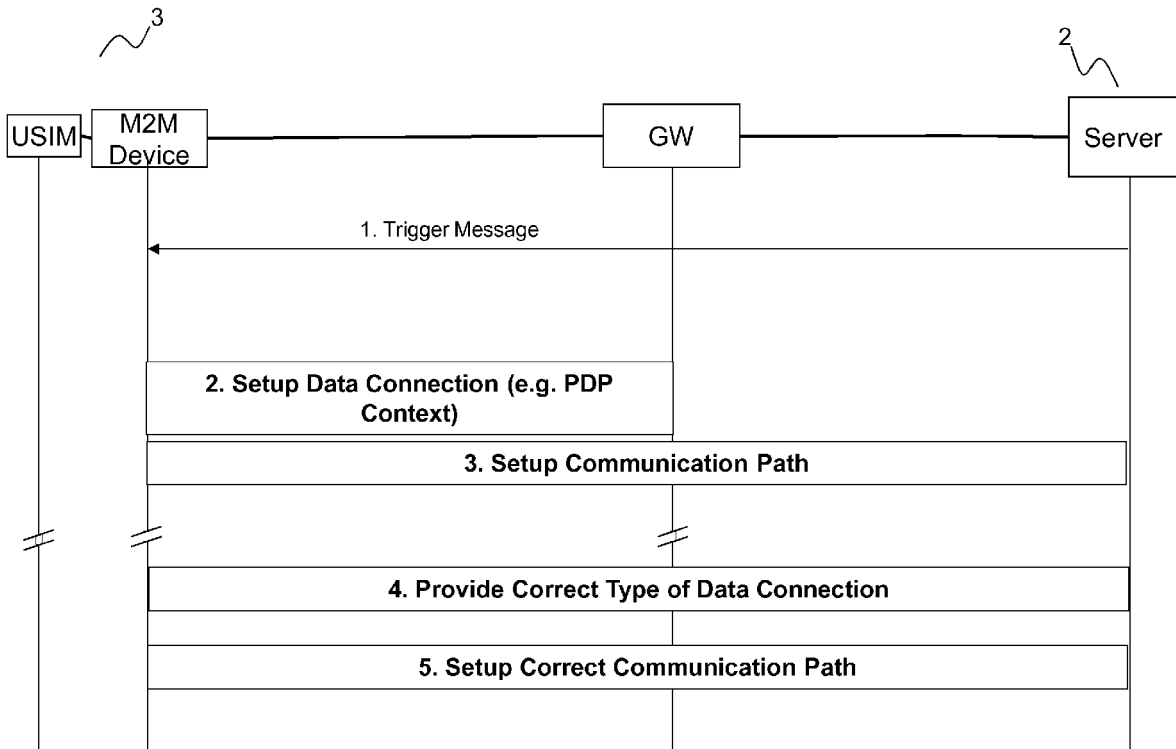 3
2
USIM
M2M
Device
GW
Server
1. Trigger Message
2. Setup Data Connection (e.g. PDP
Context)
3. Setup Communication Path
4. Provide Correct Type of Data Connection
5. Setup Correct Communication Path